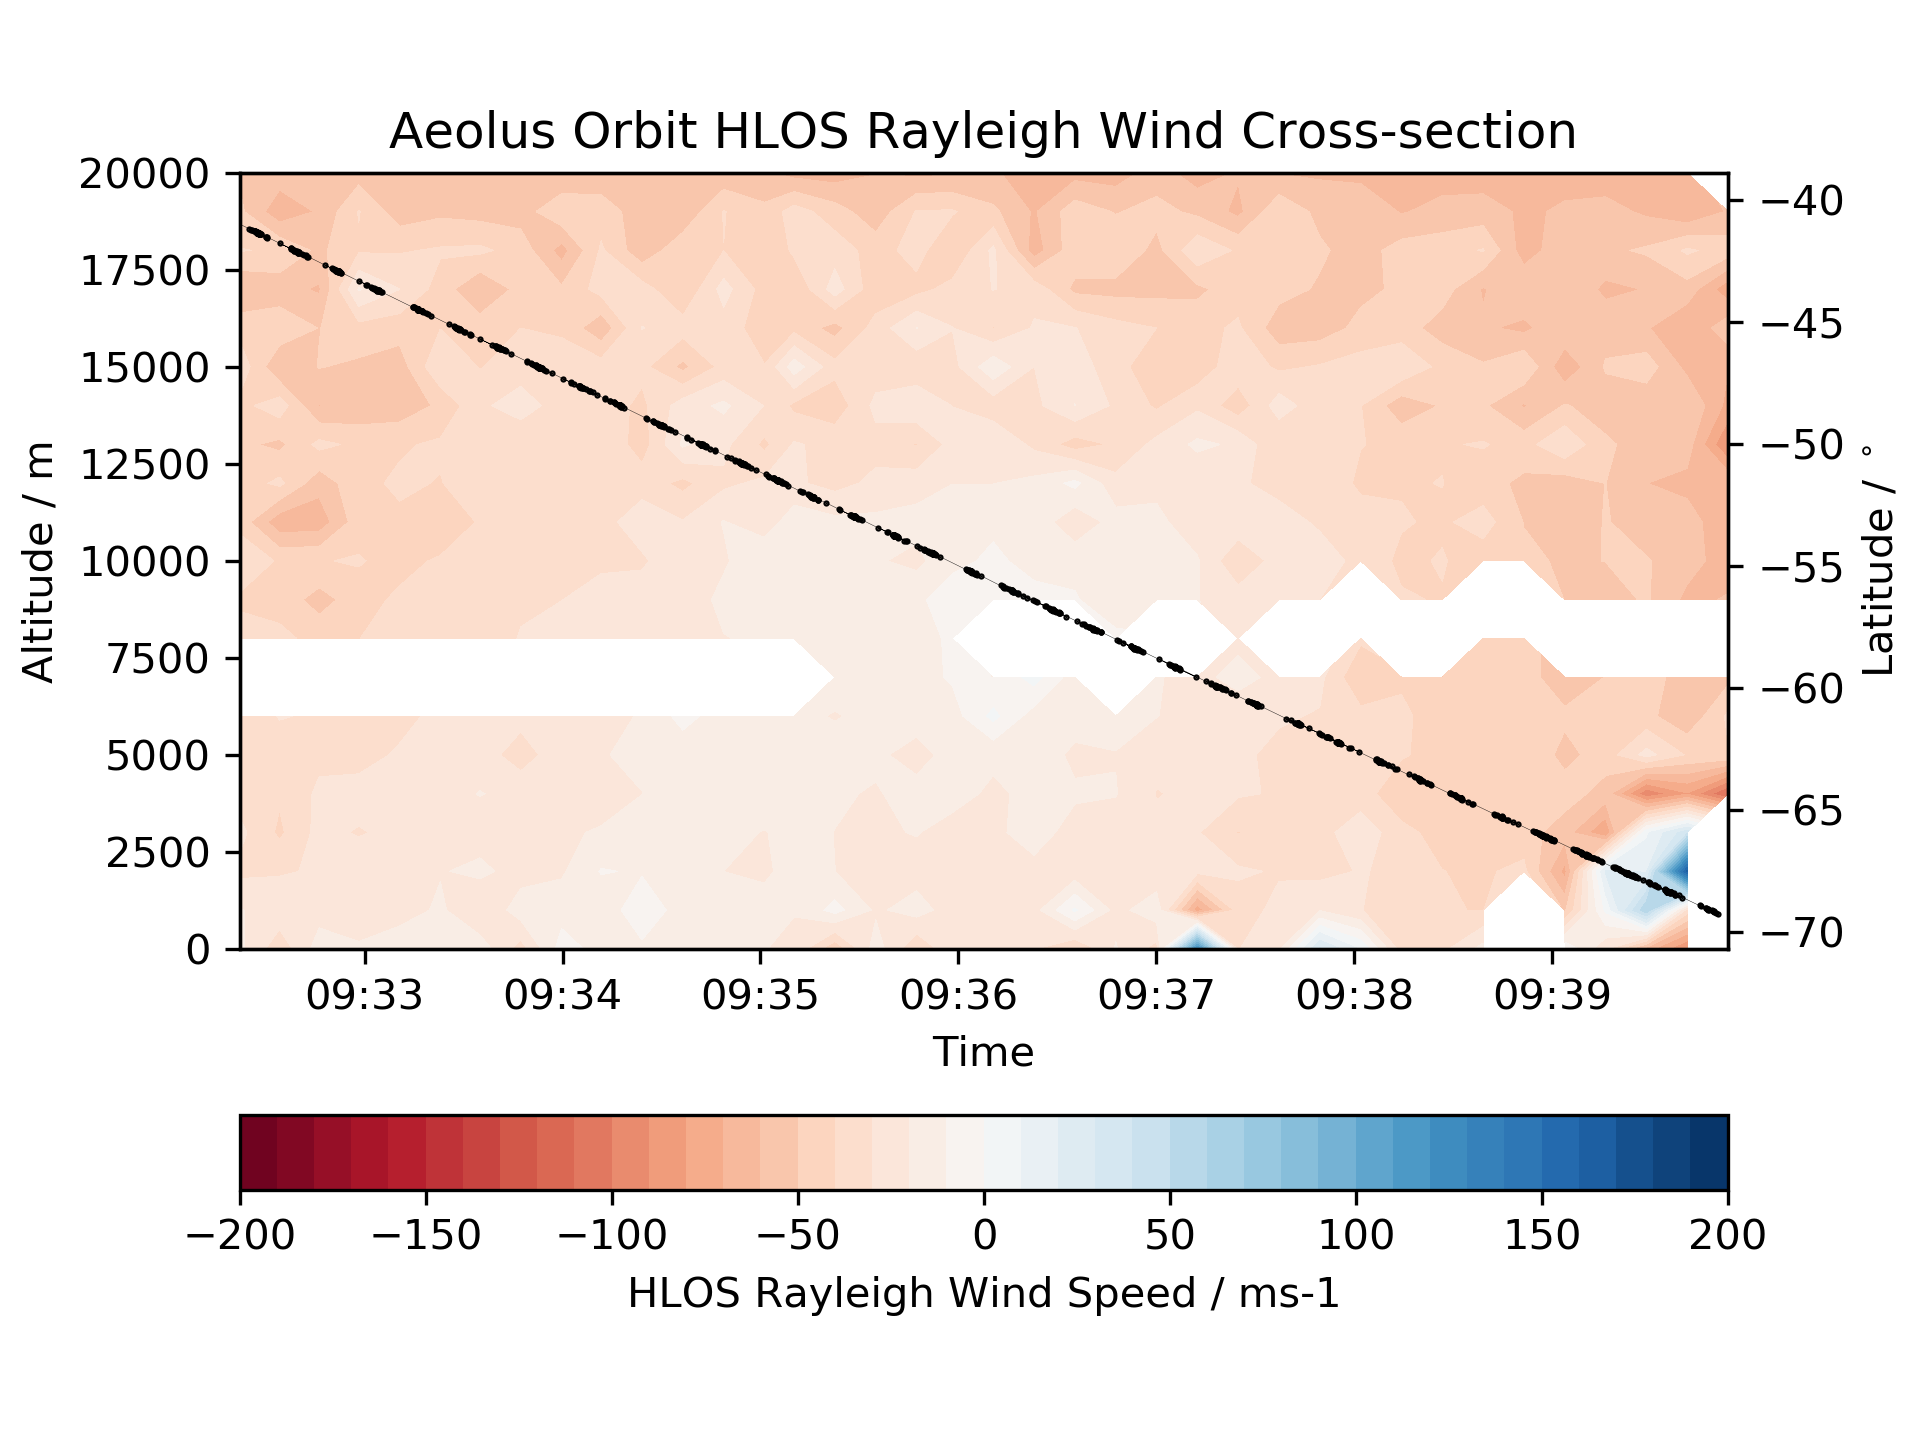 Aeolus Orbit HLOS Rayleigh Wind Cross-section
20000
17500
15000
12500
10000
7500
5000
2500
0
Altitude / m
−40
−45
−50
−55
−60
−65
−70
Latitude / °
09:33 09:34 09:35 09:36 09:37 09:38 09:39
Time
−200 −150 −100 −50 0 50 100 150 200
HLOS Rayleigh Wind Speed / ms-1